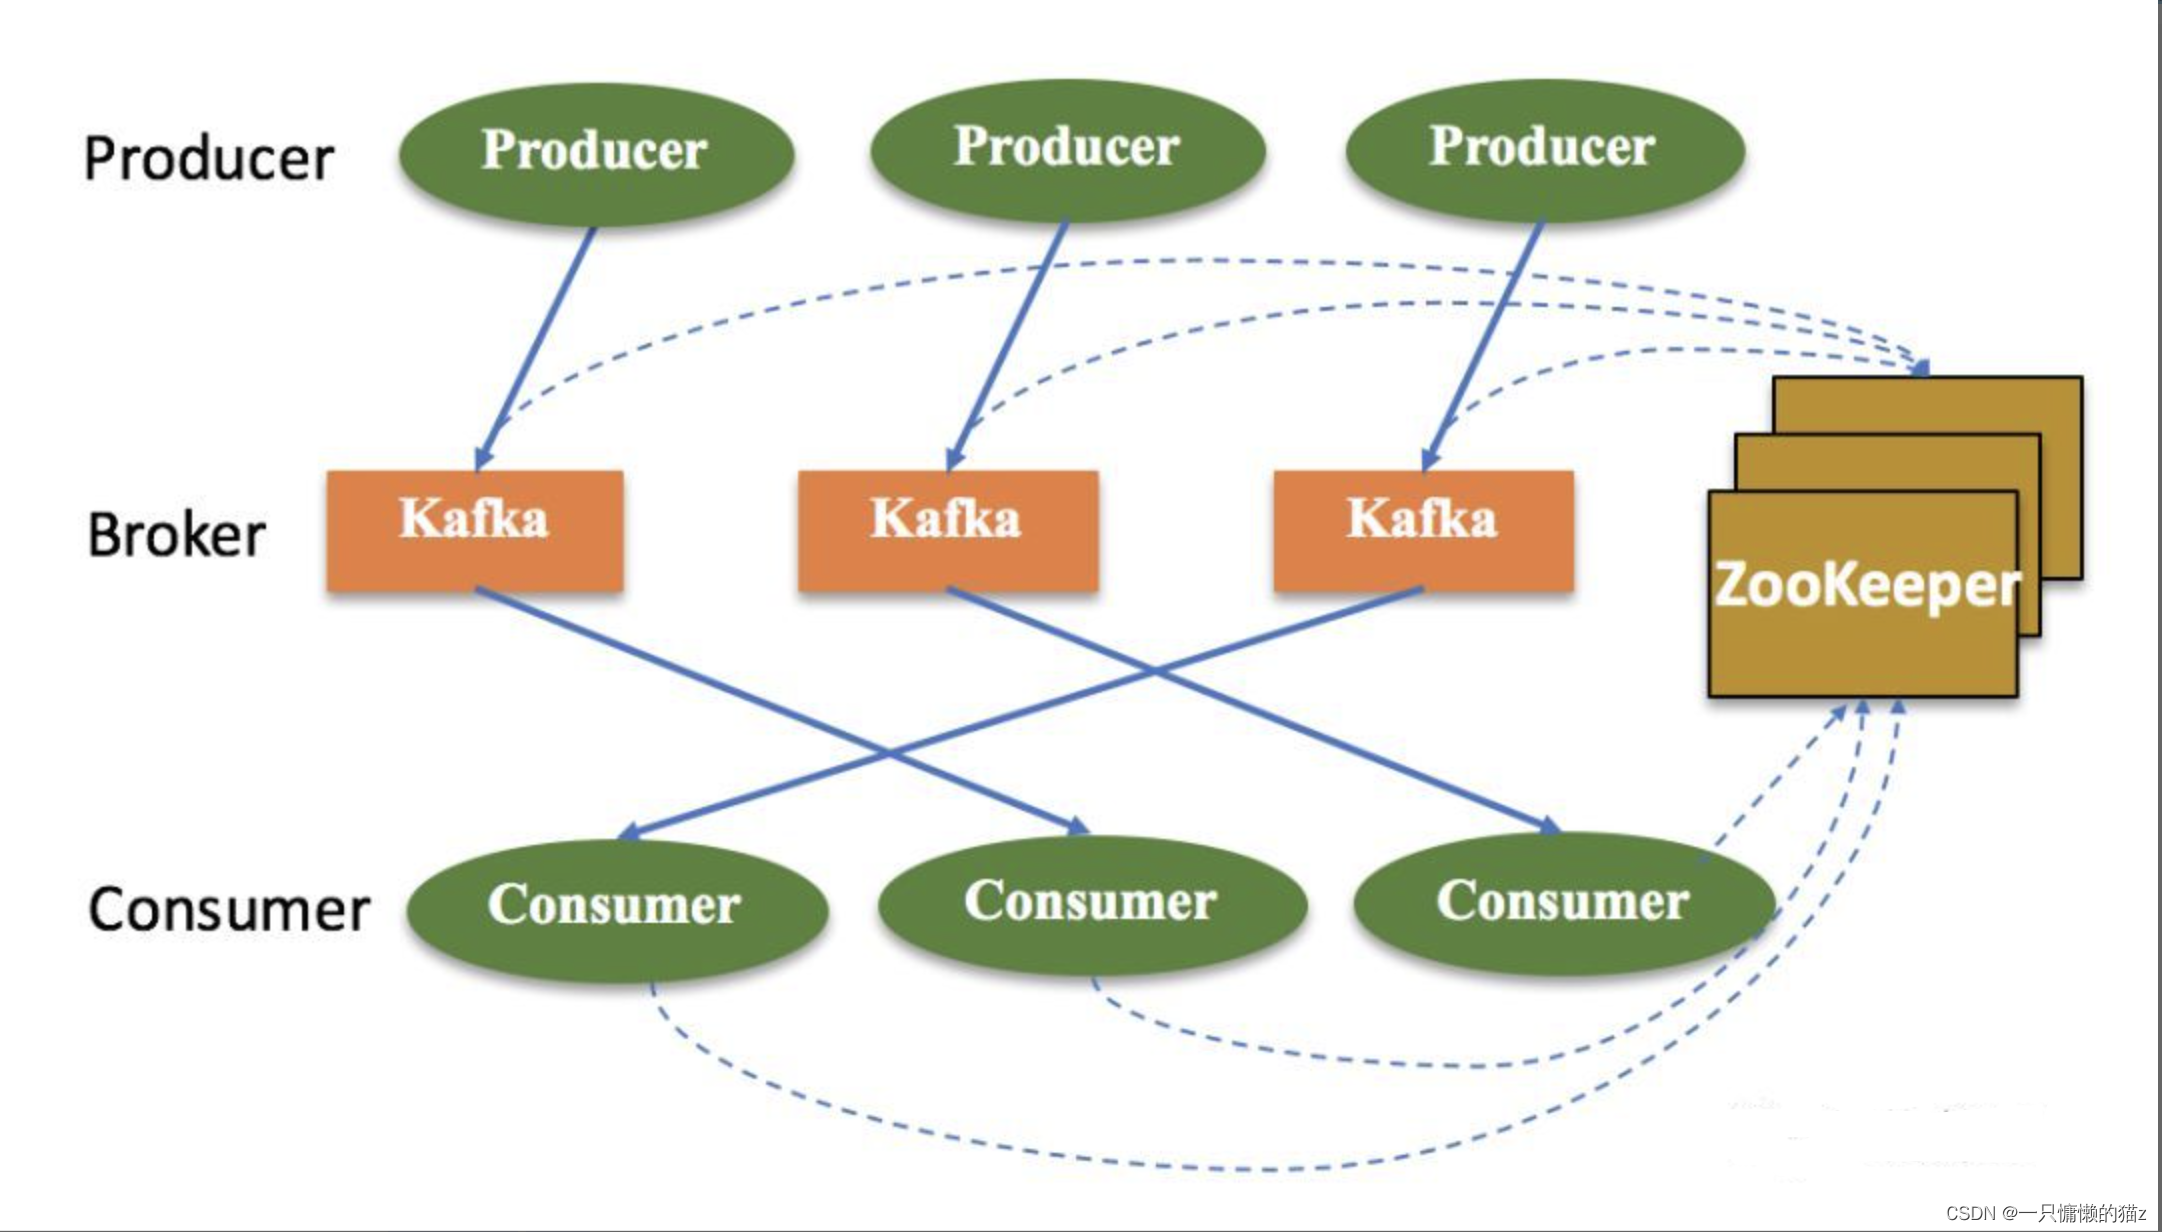 Producer
Producer
Producer
Producer
Broker
Kafka
Kafka
Kafka
ZooKeeper
Consumer
Consumer
Consumer
Consumer
CSDN @一只慵懒的猫z